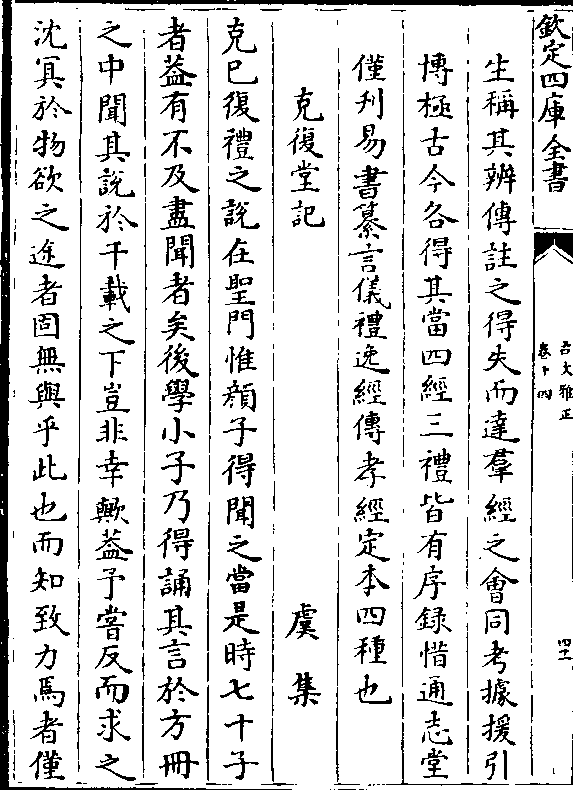 欽定四庫全書
古文雅正
卷十四
四十一
生稱其辨傳註之得失而達羣經之會同考據援引
博極古今各得其當四經三禮皆有序録惜通志堂
僅刋易書纂言儀禮逸經傳孝經定本四種也
克復堂記
虞集
克已復禮之說在聖門惟顔子得聞之當是時七十子
者葢有不及盡聞者矣後學小子乃得誦其言於方冊
之中聞其説於千載之下豈非幸歟葢予嘗反而求之
沈冥於物欲之途者固無與乎此也而知致力焉者僅